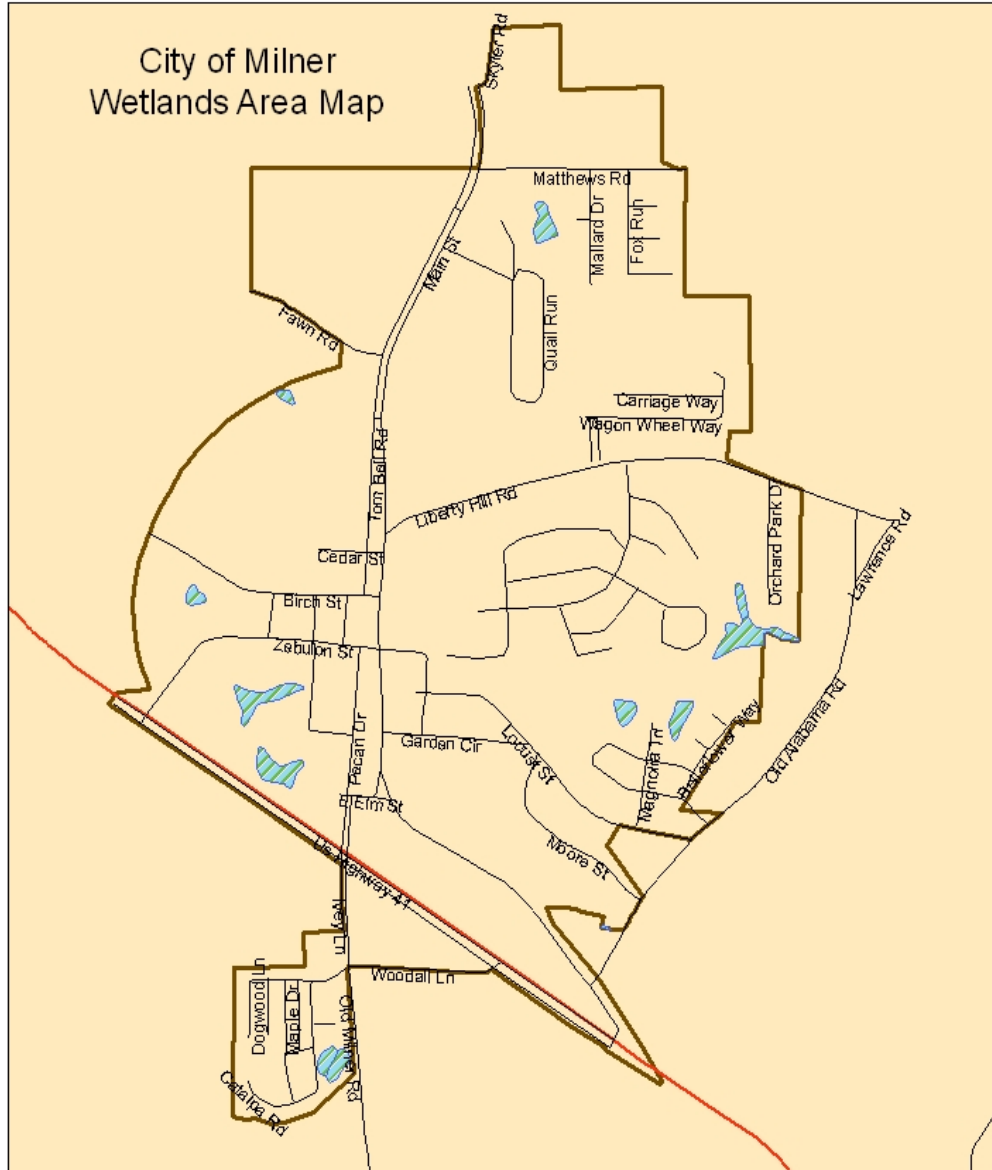 City of Milner
Wetlands Area Map
Skyler Rd
Matthews Rd
Mallard Dr
Fox Run
Main St
Quail Run
Fawn Rd
Carriage Way
Wagon Wheel Way
Tom Bell Rd
Liberty Hill Rd
Orchard Park D
Lawrence Rd
Cedar St
Birch St
Zebulon St
Pecan Dr
Garden Cir
Locust St
Magnolia Tr
Way
Old Alabama Rd
E Elm St
Moore St
Us Highway 41
Ney Ln
Woodall Ln
Dogwood Ln
Maple Dr
Old Milner Rd
Catalpa Rd